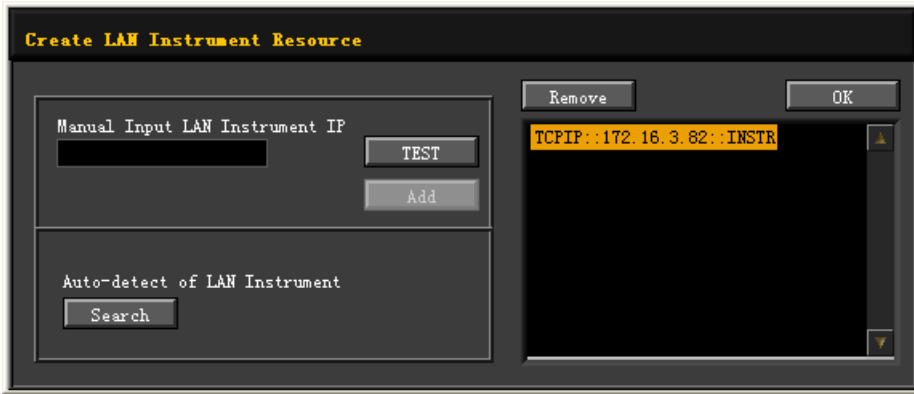 Create LAN Instrument Resource
Manual Input LAN Instrument IP
TEST
Add
Auto-detect of LAN Instrument
Search
Remove
OK
TCPIP::172.16.3.82::INSTR